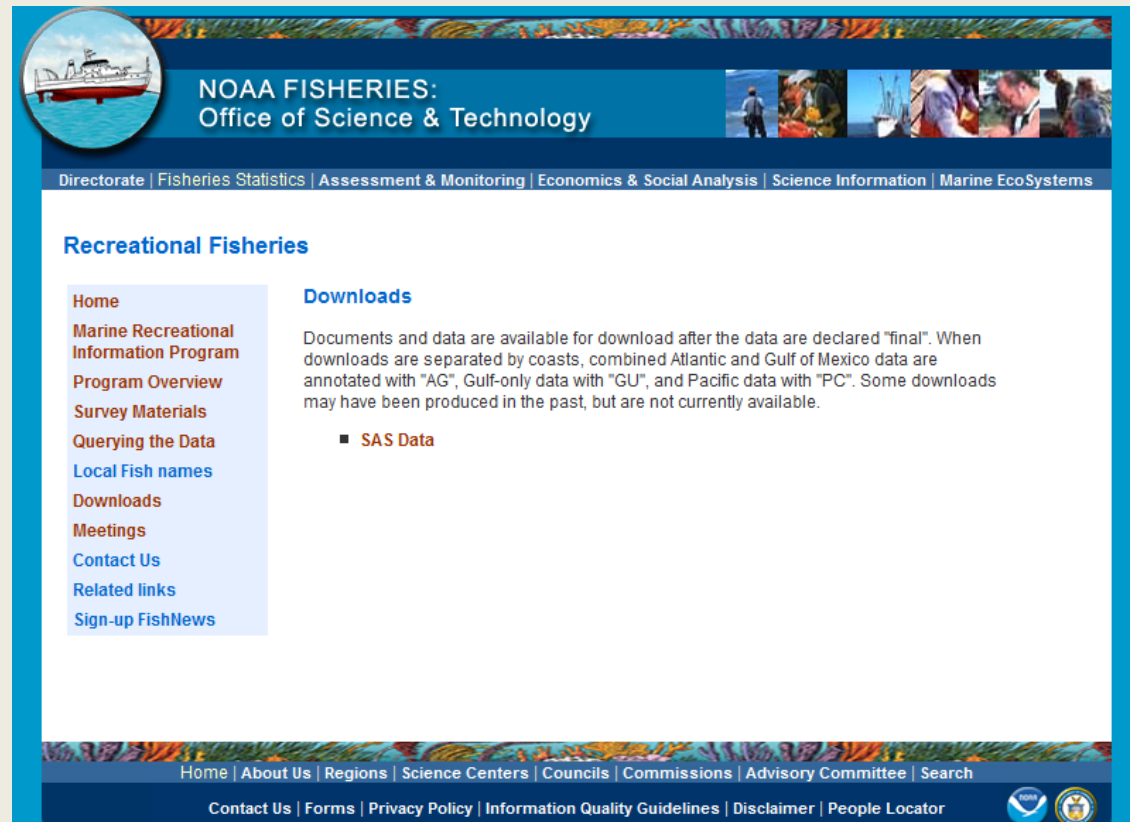 NOAA FISHERIES:
Office of Science & Technology
Directorate | Fisheries Statistics | Assessment & Monitoring | Economics & Social Analysis | Science Information | Marine EcoSystems
Recreational Fisheries
Home
Marine Recreational
Information Program
Program Overview
Survey Materials
Querying the Data
Local Fish names
Downloads
Meetings
Contact Us
Related links
Sign-up FishNews
Downloads
Documents and data are available for download after the data are declared "final". When
downloads are separated by coasts, combined Atlantic and Gulf of Mexico data are
annotated with "AG", Gulf-only data with "GU", and Pacific data with "PC". Some downloads
may have been produced in the past, but are not currently available.
■ SAS Data
Home | About Us | Regions | Science Centers | Councils | Commissions | Advisory Committee | Search
Contact Us | Forms | Privacy Policy | Information Quality Guidelines | Disclaimer | People Locator
NOAA